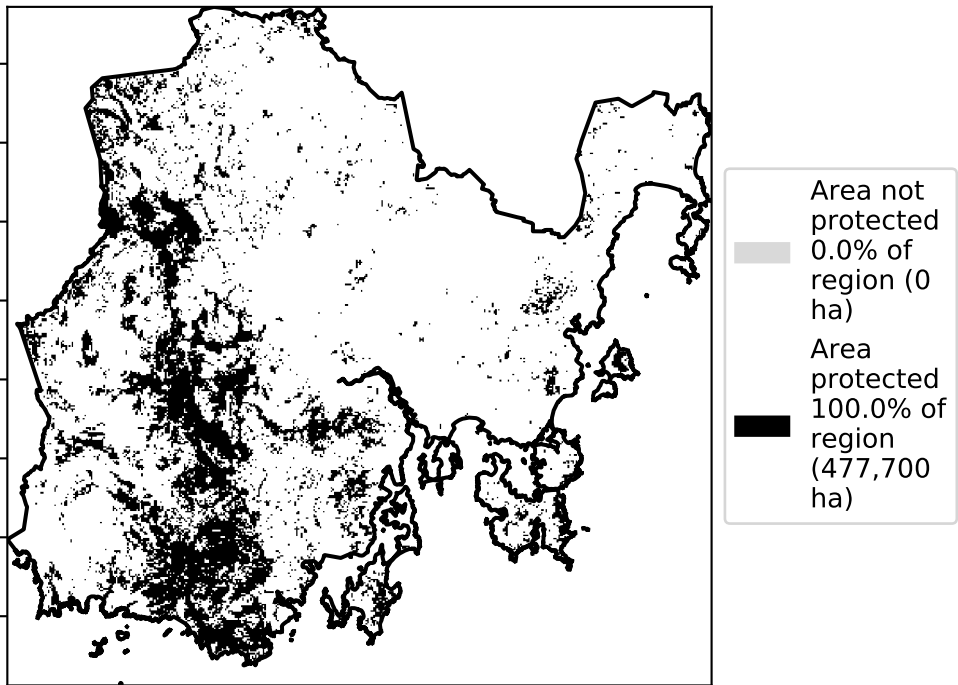 Area not
protected
0.0% of
region (0
ha)
Area
protected
100.0% of
region
(477,700
ha)